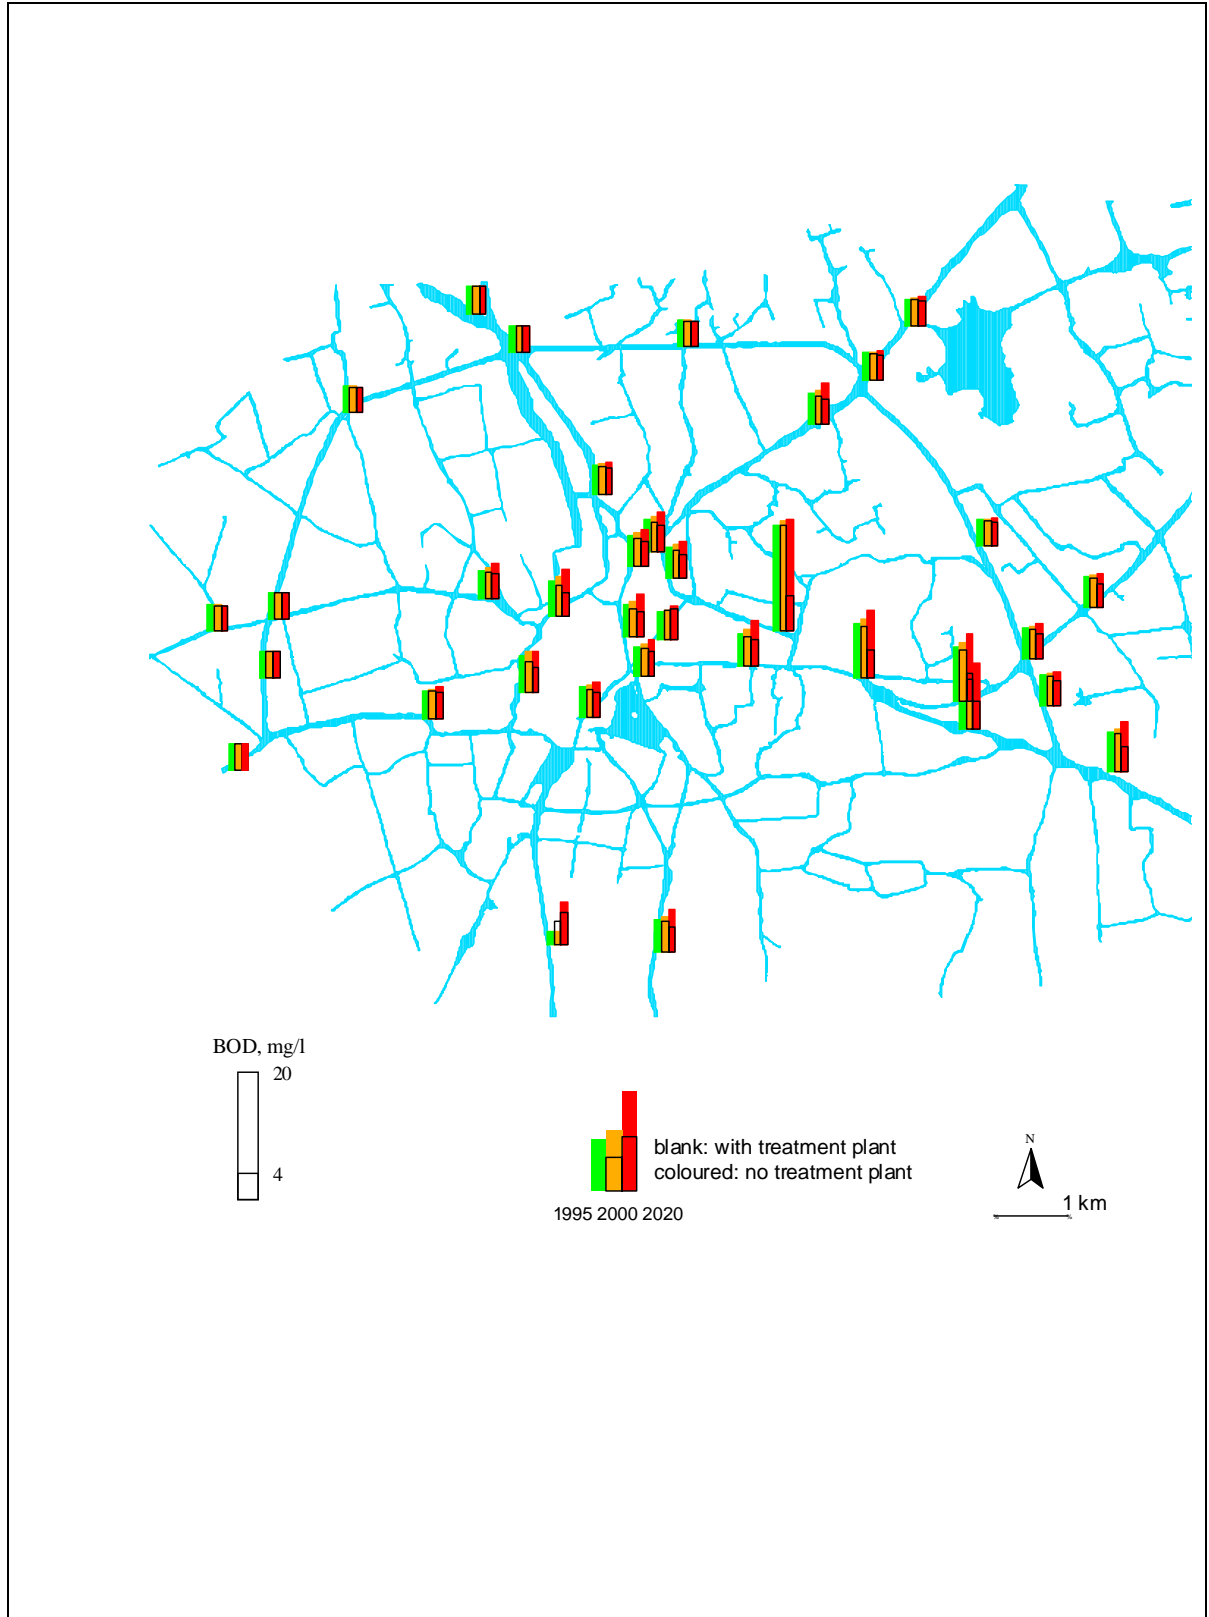 BOD, mg/l
20
4
blank: with treatment plant
coloured: no treatment plant
1995 2000 2020
N
1 km